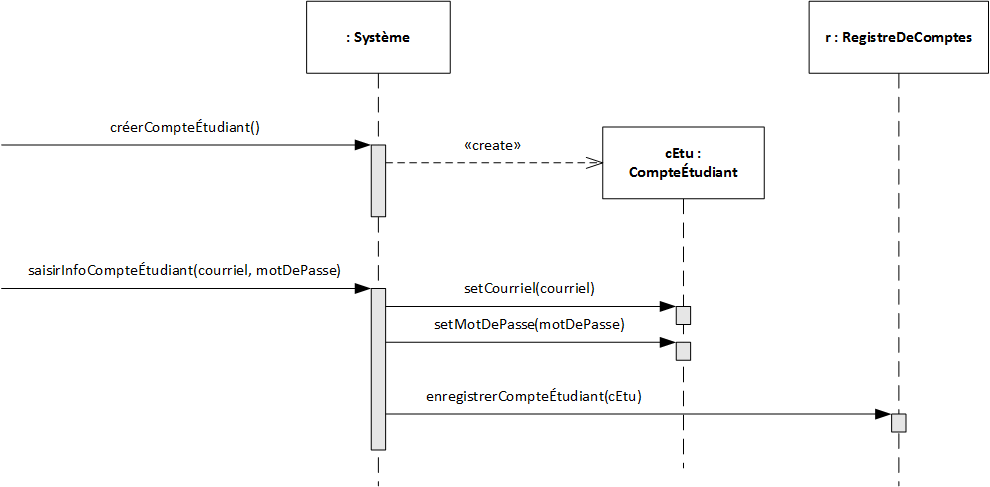 : Système
r : RegistreDeComptes
créerCompteÉtudiant()
«create»
cEtu :
CompteÉtudiant
saisirInfoCompteÉtudiant(courriel, motDePasse)
setCourriel(courriel)
setMotDePasse(motDePasse)
enregistrerCompteÉtudiant(cEtu)